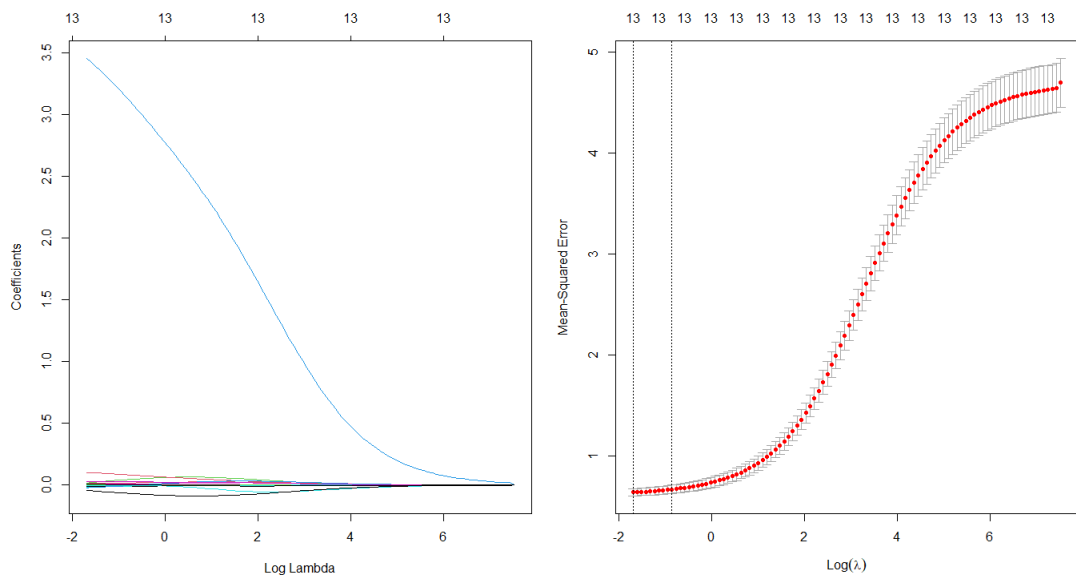 13 13 13 13 13
3.5
3.0
2.5
2.0
1.5
1.0
0.5
0.0
Coefficients
-2 0 2 4 6
Log Lambda
13 13 13 13 13 13 13 13 13 13 13 13 13 13 13 13 13
5
4
3
2
1
Mean-Squared Error
0 2 4 6
Log(λ)